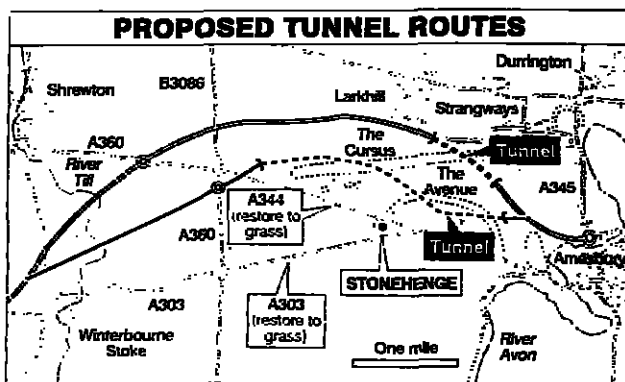 PROPOSED TUNNEL ROUTES
Durrington
Shrewton
B3086
Larkhill
Strangways
A360
The
Cursus
Tunnel
River
Till
The
Avenue
A345
A344
(restore to
grass)
A360
Tunnel
Amesbury
STONEHENGE
A303
A303
(restore to
grass)
Winterbourne
Stoke
One mile
River
Avon